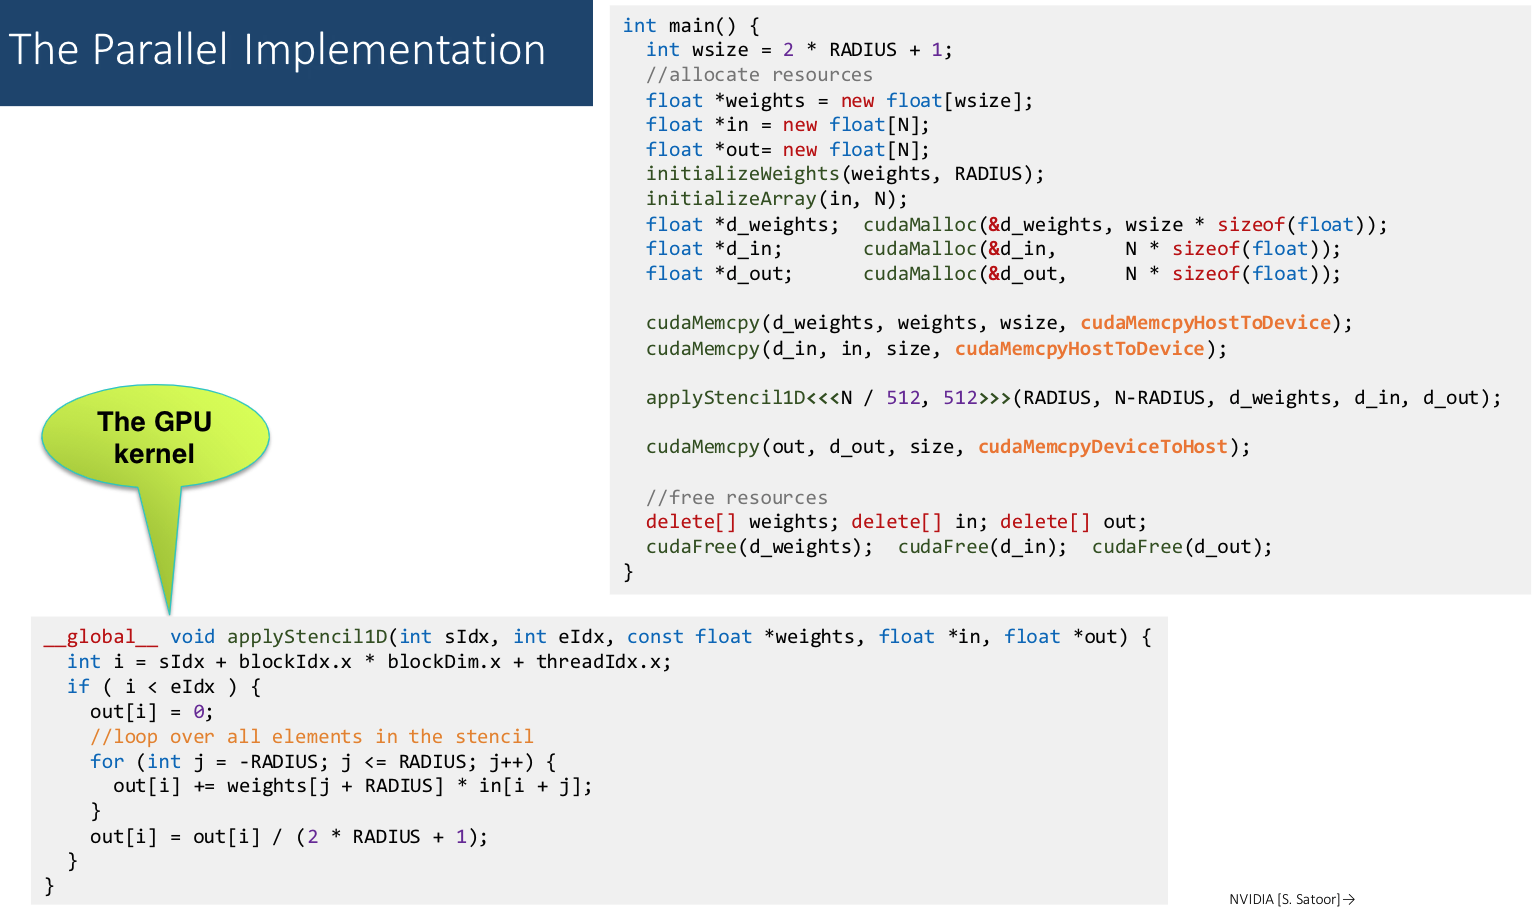 The Parallel Implementation
int main() {
  int wsize = 2 * RADIUS + 1;
  //allocate resources
  float *weights = new float[wsize];
  float *in = new float[N];
  float *out= new float[N];
  initializeWeights(weights, RADIUS);
  initializeArray(in, N);
  float *d_weights;  cudaMalloc(&d_weights, wsize * sizeof(float));
  float *d_in;       cudaMalloc(&d_in,      N * sizeof(float));
  float *d_out;      cudaMalloc(&d_out,     N * sizeof(float));
  cudaMemcpy(d_weights, weights, wsize, cudaMemcpyHostToDevice);
  cudaMemcpy(d_in, in, size, cudaMemcpyHostToDevice);
  applyStencil1D<<<N / 512, 512>>>(RADIUS, N-RADIUS, d_weights, d_in, d_out);
  cudaMemcpy(out, d_out, size, cudaMemcpyDeviceToHost);
  //free resources
  delete[] weights; delete[] in; delete[] out;
  cudaFree(d_weights);  cudaFree(d_in);  cudaFree(d_out);
}
The GPU
kernel
__global__ void applyStencil1D(int sIdx, int eIdx, const float *weights, float *in, float *out) {
  int i = sIdx + blockIdx.x * blockDim.x + threadIdx.x;
  if ( i < eIdx ) {
    out[i] = 0;
    //loop over all elements in the stencil
    for (int j = -RADIUS; j <= RADIUS; j++) {
      out[i] += weights[j + RADIUS] * in[i + j];
    }
    out[i] = out[i] / (2 * RADIUS + 1);
  }
}
NVIDIA [S. Satoor]→